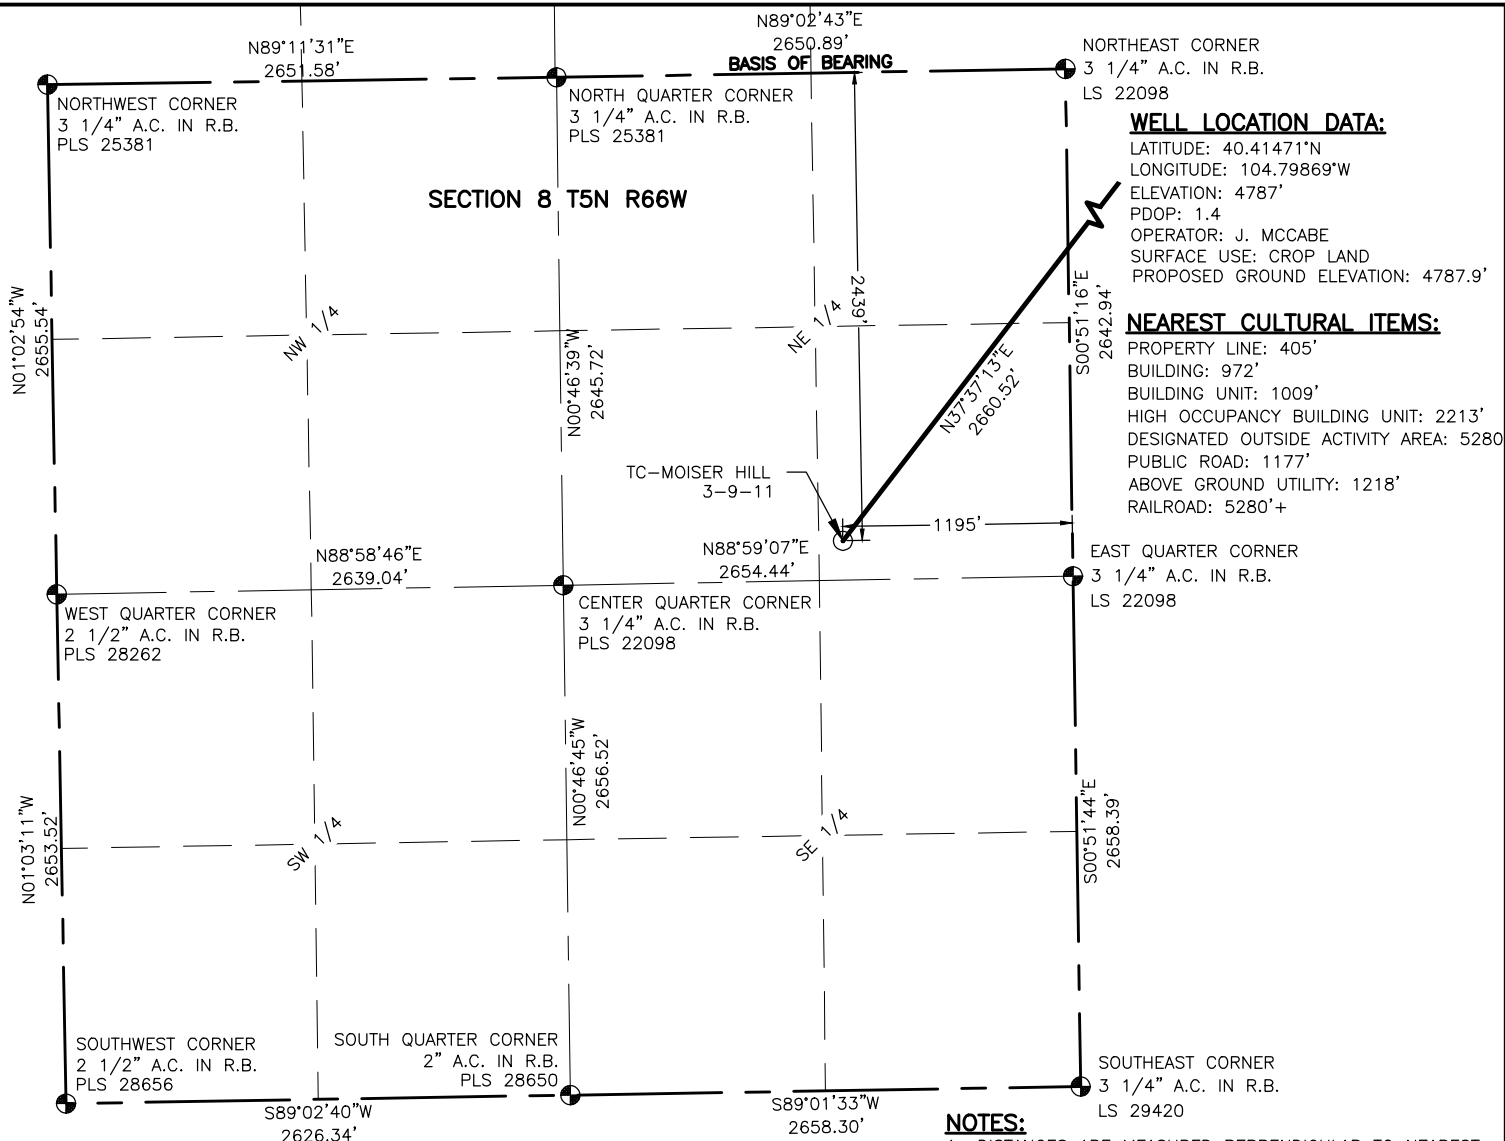 N89°11'31"E
2651.58'
N89°02'43"E
2650.89'
BASIS OF BEARING
NORTHEAST CORNER
3 1/4" A.C. IN R.B.
LS 22098
NORTHWEST CORNER
3 1/4" A.C. IN R.B.
PLS 25381
NORTH QUARTER CORNER
3 1/4" A.C. IN R.B.
PLS 25381
SECTION 8 T5N R66W
WELL LOCATION DATA:
LATITUDE: 40.41471°N
LONGITUDE: 104.79869°W
ELEVATION: 4787'
PDOP: 1.4
OPERATOR: J. MCCABE
SURFACE USE: CROP LAND
PROPOSED GROUND ELEVATION: 4787.9'
NEAREST CULTURAL ITEMS:
PROPERTY LINE: 405'
BUILDING: 972'
BUILDING UNIT: 1009'
HIGH OCCUPANCY BUILDING UNIT: 2213'
DESIGNATED OUTSIDE ACTIVITY AREA: 5280
PUBLIC ROAD: 1177'
ABOVE GROUND UTILITY: 1218'
RAILROAD: 5280'+
N01°02'54"W
2655.54'
NW 1/4
N00°46'39"W
2645.72'
NE 1/4
2439'
N37°37'13"E
2660.52'
S00°51'16"E
2642.94'
TC-MOISER HILL
3-9-11
1195'
N88°58'46"E
2639.04'
N88°59'07"E
2654.44'
EAST QUARTER CORNER
3 1/4" A.C. IN R.B.
LS 22098
WEST QUARTER CORNER
2 1/2" A.C. IN R.B.
PLS 28262
CENTER QUARTER CORNER
3 1/4" A.C. IN R.B.
PLS 22098
N01°03'11"W
2653.52'
SW 1/4
N00°46'45"W
2656.52'
SE 1/4
S00°51'44"E
2658.39'
SOUTHWEST CORNER
2 1/2" A.C. IN R.B.
PLS 28656
SOUTH QUARTER CORNER
2" A.C. IN R.B.
PLS 28650
SOUTHEAST CORNER
3 1/4" A.C. IN R.B.
LS 29420
S89°02'40"W
2626.34'
S89°01'33"W
2658.30'
NOTES:
DISTANCES ARE MEASURED PERPENDICULAR TO NEAREST